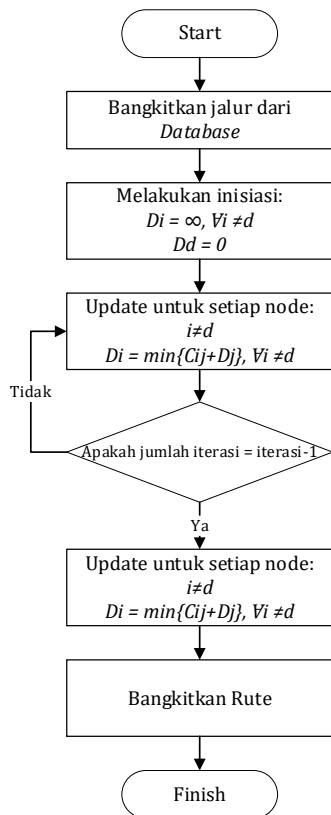 Start
Bangkitkan jalur dari
Database
Melakukan inisiasi:
Di = ∞, ∀i ≠d
Dd = 0
Update untuk setiap node:
i≠d
Di = min{Cij+Dj}, ∀i ≠d
Tidak
Apakah jumlah iterasi = iterasi-1
Ya
Update untuk setiap node:
i≠d
Di = min{Cij+Dj}, ∀i ≠d
Bangkitkan Rute
Finish